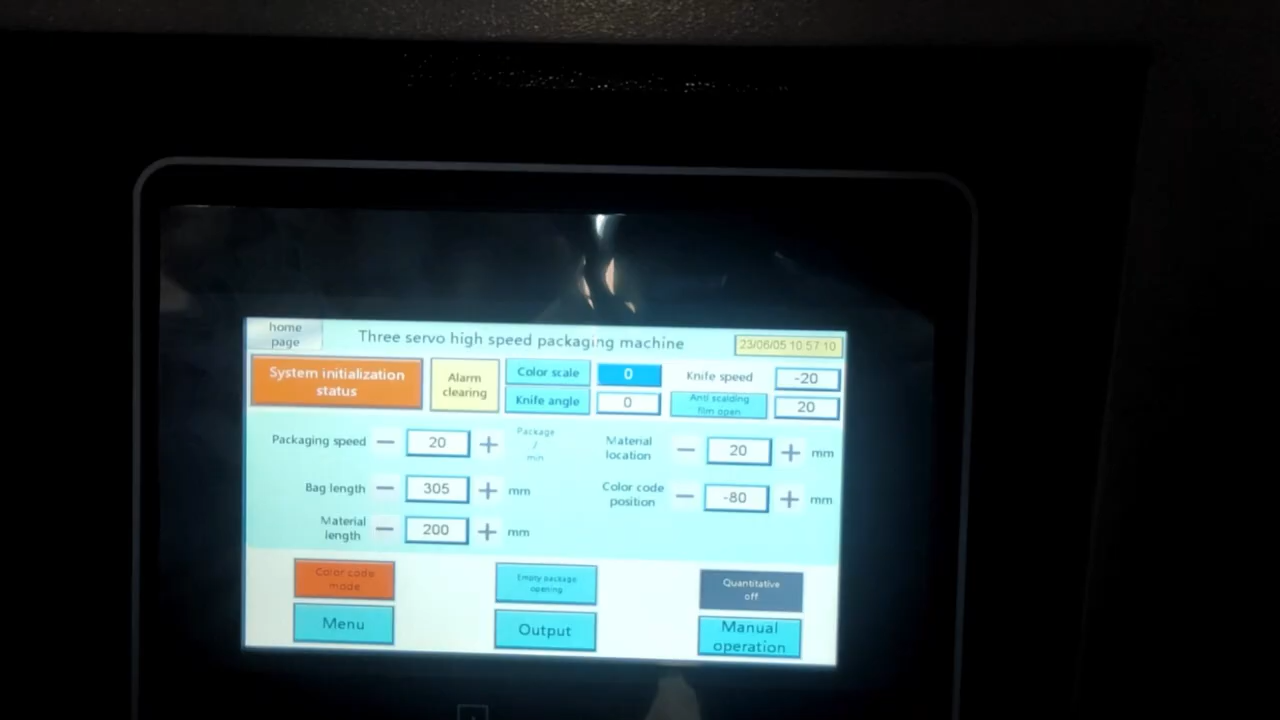 home
page
Three servo high speed packaging machine
23/06/05 10:57:10
System initialization
status
Alarm
clearing
Color scale
0
Knife speed
-20
Knife angle
0
Anti scalding
film open
20
Packaging speed
20
Package
/
min
Material
location
20
mm
Bag length
305
mm
Color code
position
-80
mm
Material
length
200
mm
Color code
mode
Empty package
opening
Quantitative
off
Menu
Output
Manual
operation